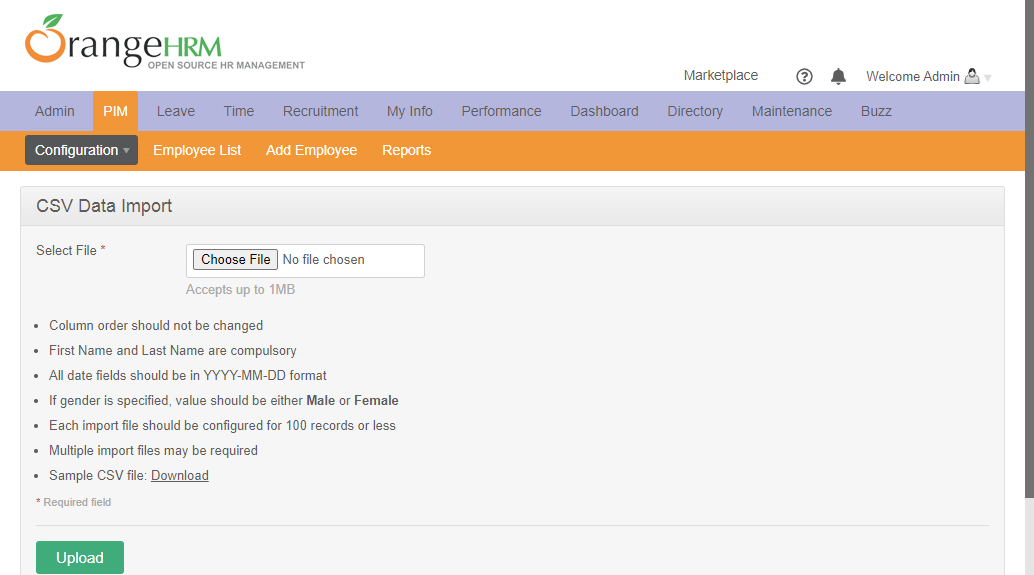 OrangeHRM
OPEN SOURCE HR MANAGEMENT
Marketplace ? Welcome Admin
Admin PIM Leave Time Recruitment My Info Performance Dashboard Directory Maintenance Buzz
Configuration Employee List Add Employee Reports
CSV Data Import
Select File * Choose File No file chosen
Accepts up to 1MB
• Column order should not be changed
• First Name and Last Name are compulsory
• All date fields should be in YYYY-MM-DD format
• If gender is specified, value should be either Male or Female
• Each import file should be configured for 100 records or less
• Multiple import files may be required
• Sample CSV file: Download
* Required field
Upload